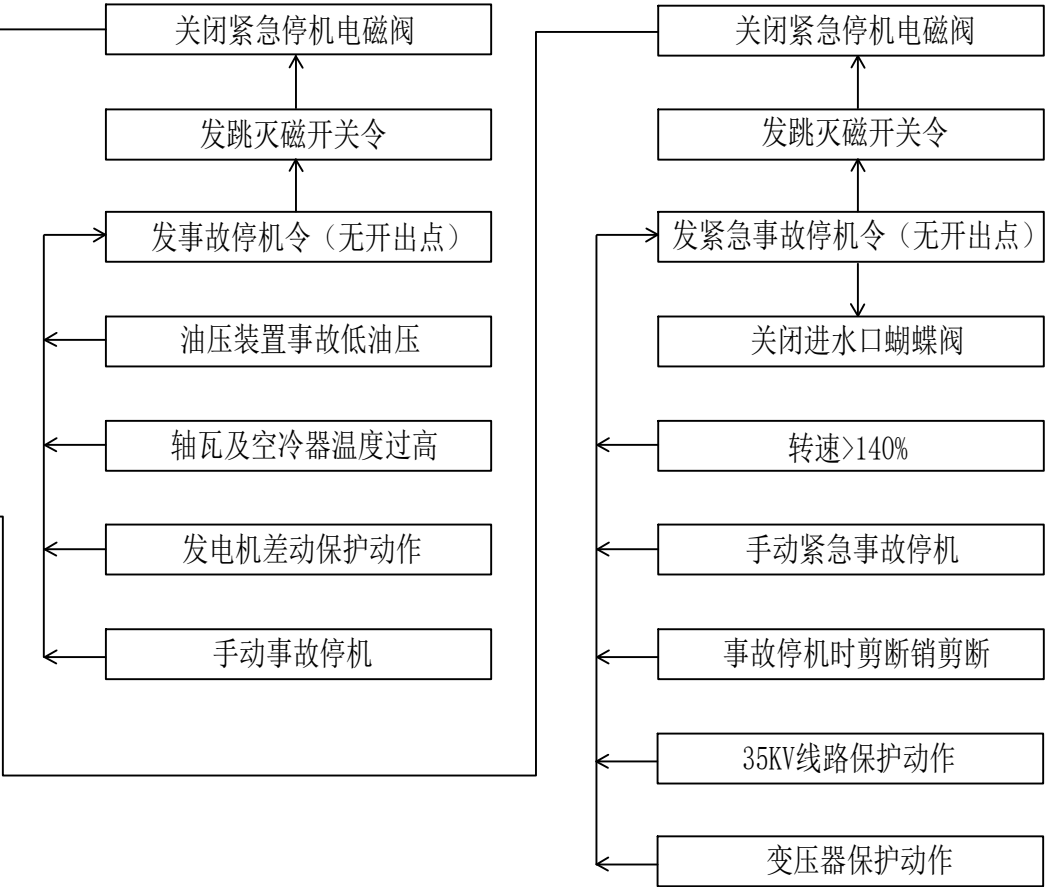 关闭紧急停机电磁阀
发跳灭磁开关令
发事故停机令（无开出点）
油压装置事故低油压
轴瓦及空冷器温度过高
发电机差动保护动作
手动事故停机
关闭紧急停机电磁阀
发跳灭磁开关令
发紧急事故停机令（无开出点）
关闭进水口蝴蝶阀
转速>140%
手动紧急事故停机
事故停机时剪断销剪断
35KV线路保护动作
变压器保护动作